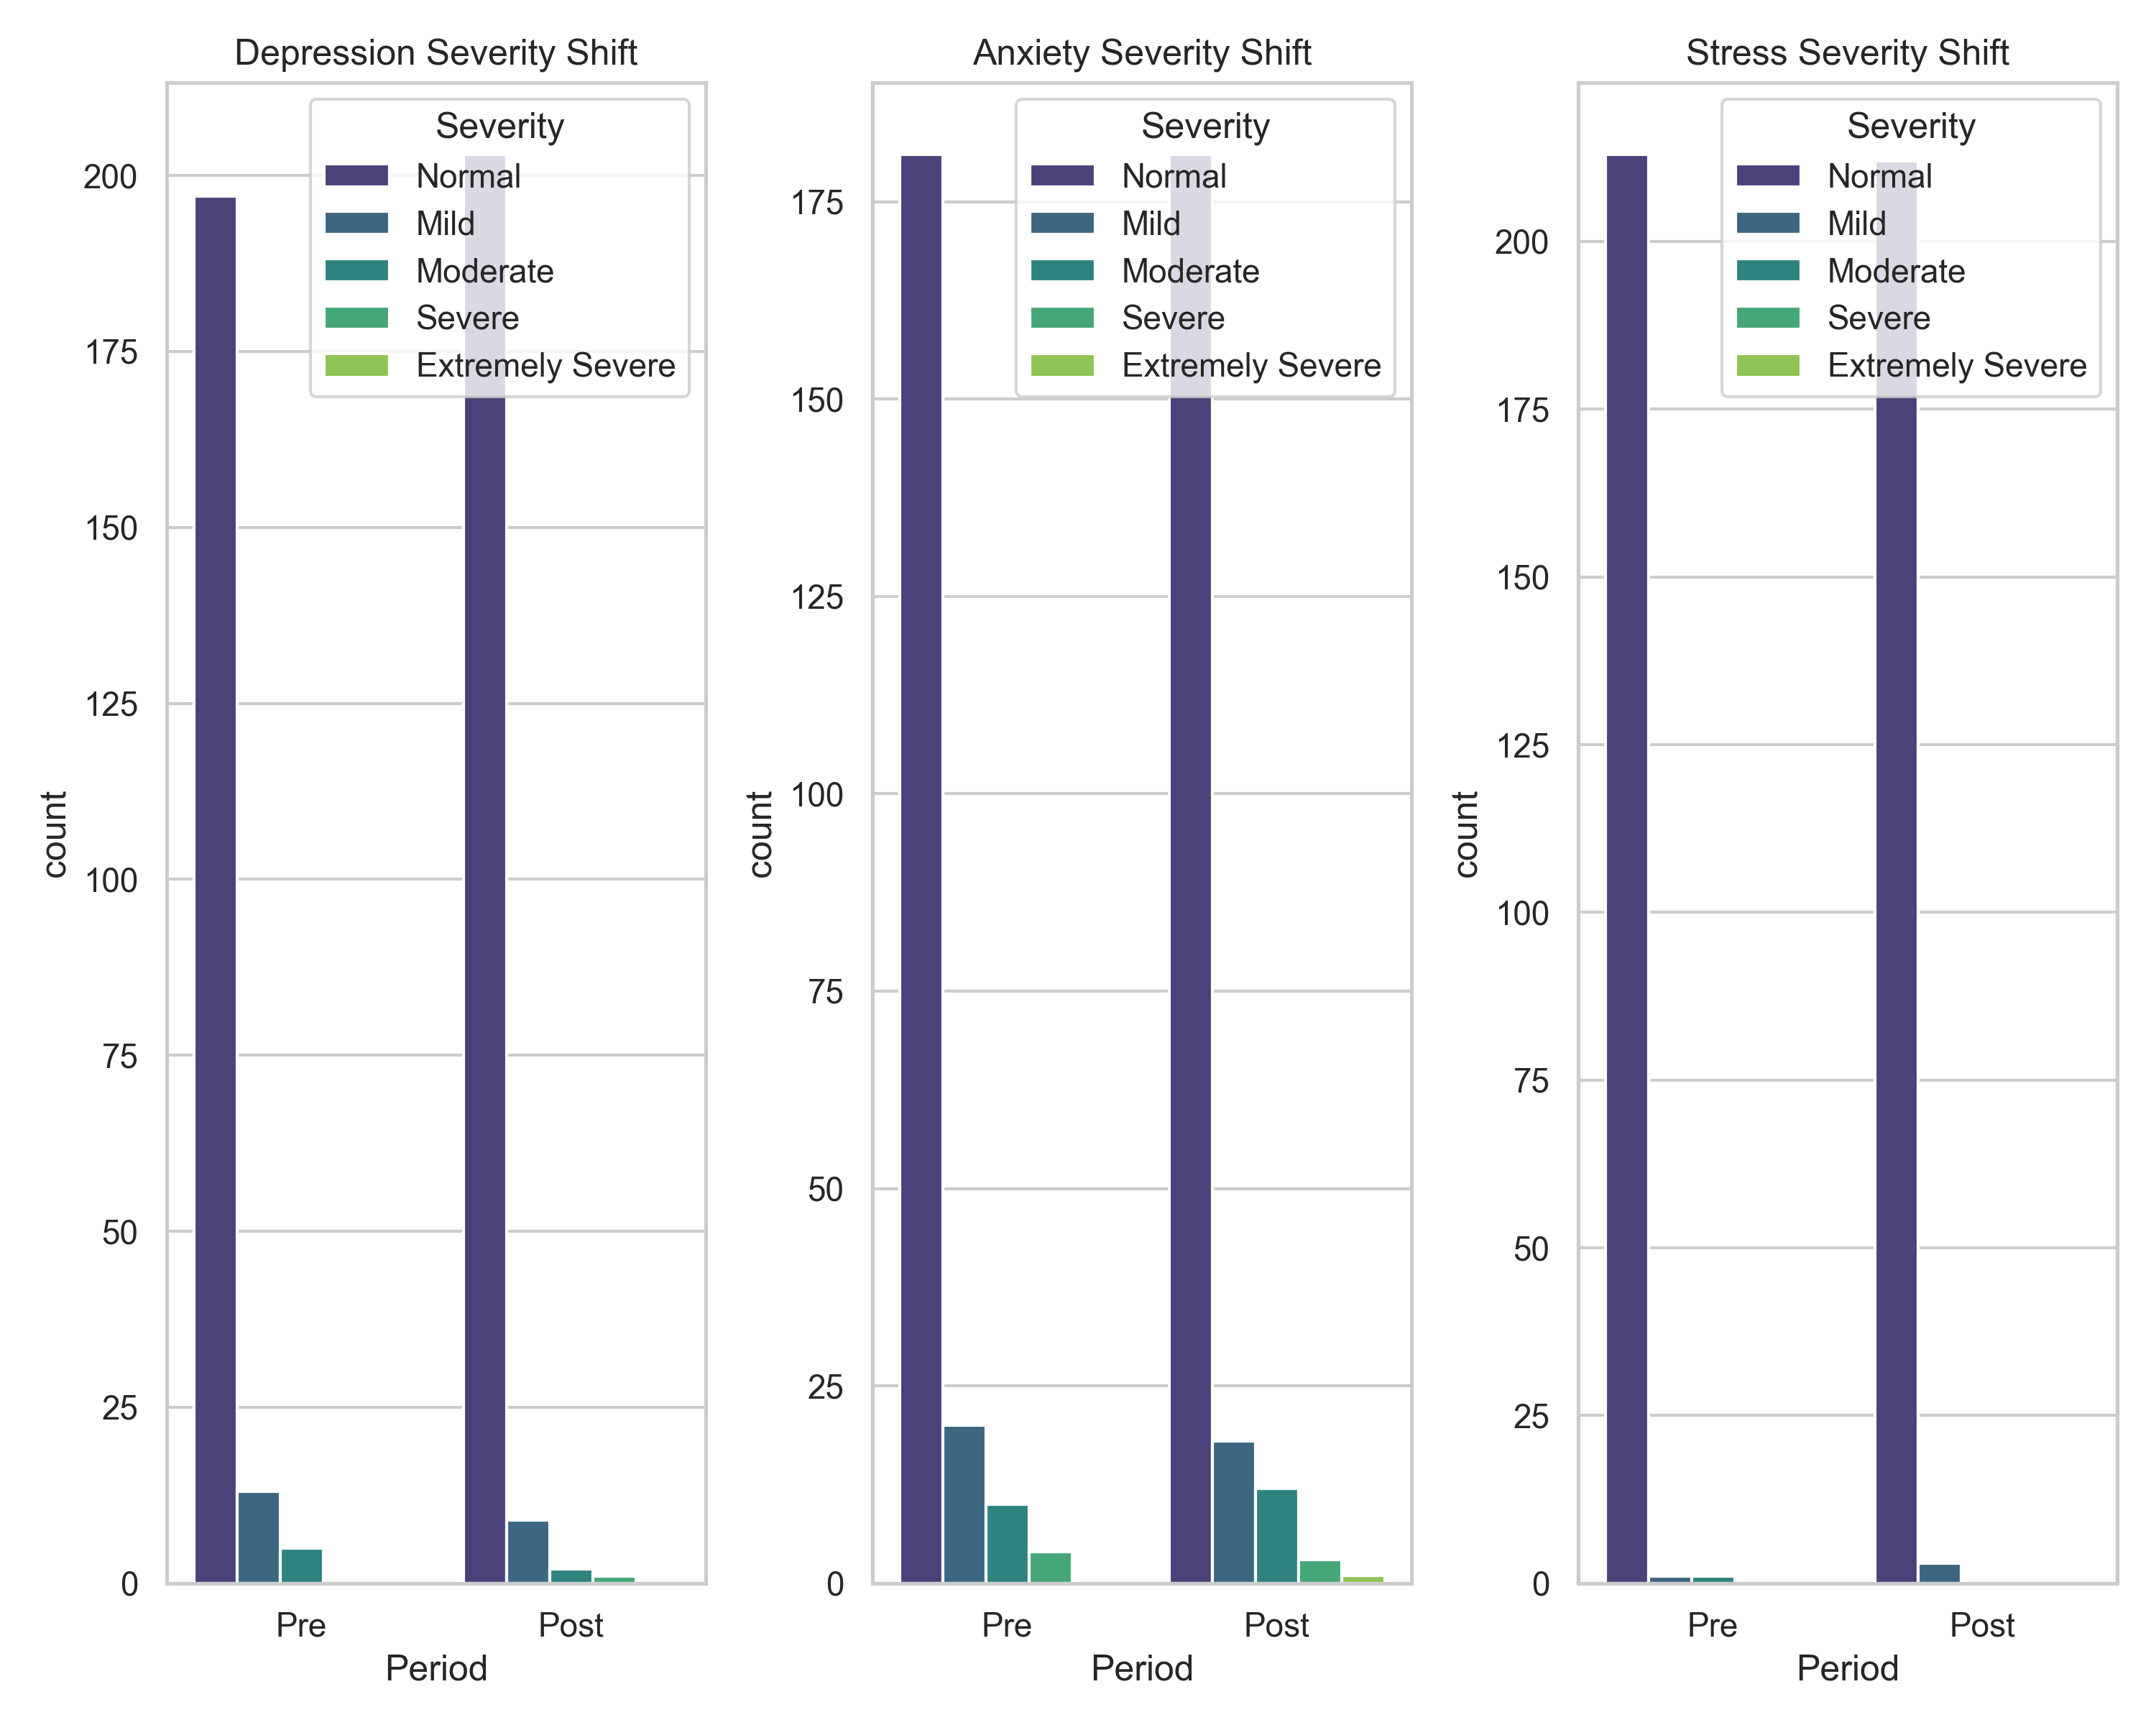 Depression Severity Shift
Severity
Normal
Mild
Moderate
Severe
Extremely Severe
200
175
150
125
100
75
50
25
0
count
Pre
Post
Period
Anxiety Severity Shift
Severity
Normal
Mild
Moderate
Severe
Extremely Severe
175
150
125
100
75
50
25
0
count
Pre
Post
Period
Stress Severity Shift
Severity
Normal
Mild
Moderate
Severe
Extremely Severe
200
175
150
125
100
75
50
25
0
count
Pre
Post
Period